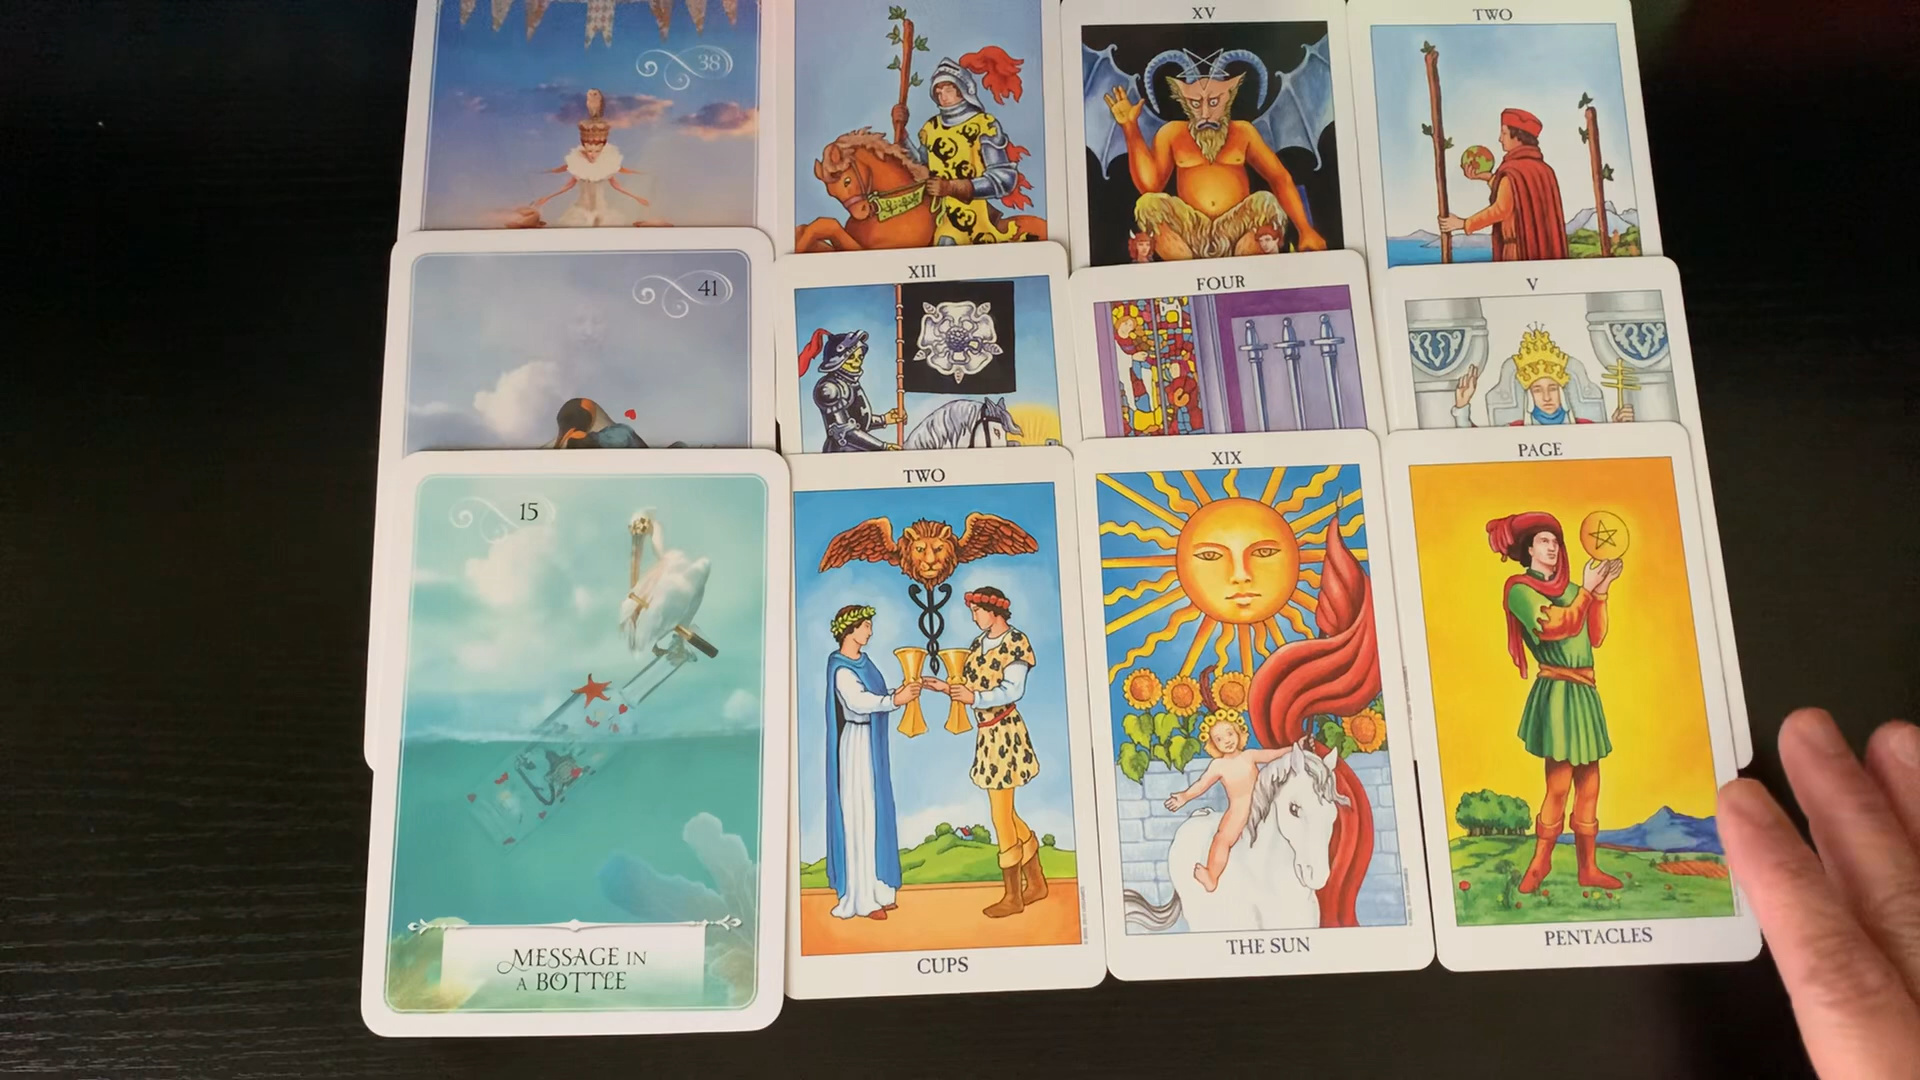 38
XV
TWO
41
XIII
FOUR
V
15
TWO
XIX
PAGE
MESSAGE IN
A BOTTLE
CUPS
THE SUN
PENTACLES